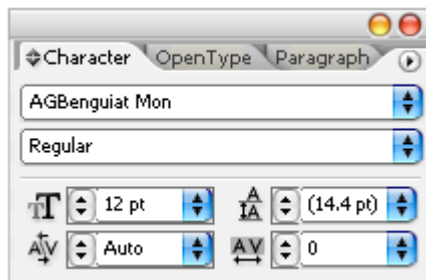 Character OpenType Paragraph
AGBenguiat Mon
Regular
12 pt (14.4 pt)
Auto 0